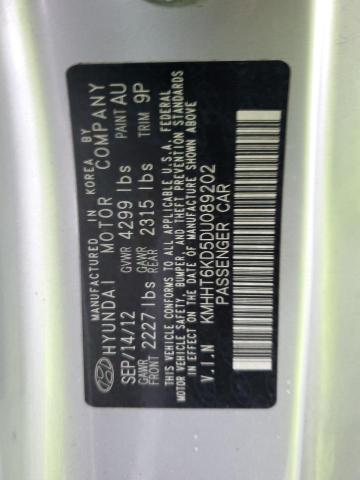 MANUFACTURED IN KOREA BY
HYUNDAI MOTOR COMPANY
SEP/14/12 GVWR 4299 lbs PAINT AU
GAWR FRONT 2227 lbs GAWR REAR 2315 lbs TRIM 9P
THIS VEHICLE CONFORMS TO ALL APPLICABLE U.S.A. FEDERAL
MOTOR VEHICLE SAFETY, BUMPER, AND THEFT PREVENTION STANDARDS
IN EFFECT ON THE DATE OF MANUFACTURE SHOWN ABOVE
V.I.N KMHHT6KD5DU089202
PASSENGER CAR